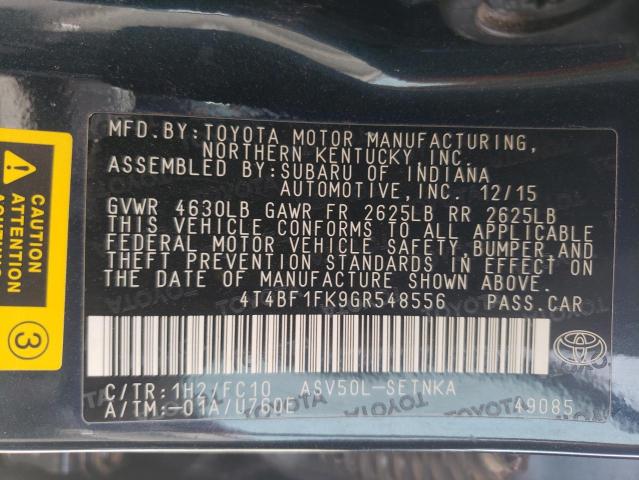 MFD.BY:TOYOTA MOTOR MANUFACTURING,
NORTHERN KENTUCKY, INC.
ASSEMBLED BY:SUBARU OF INDIANA
AUTOMOTIVE, INC. 12/15
GVWR 4630LB GAWR FR 2625LB RR 2625LB
THIS VEHICLE CONFORMS TO ALL APPLICABLE
FEDERAL MOTOR VEHICLE SAFETY, BUMPER, AND
THEFT PREVENTION STANDARDS IN EFFECT ON
THE DATE OF MANUFACTURE SHOWN ABOVE.
4T4BF1FK9GR548556 PASS.CAR
C/TR:1H2/FC10 ASV50L-SETNKA
A/TM:-01A/U760E 49085
CAUTION
ATTENTION
3